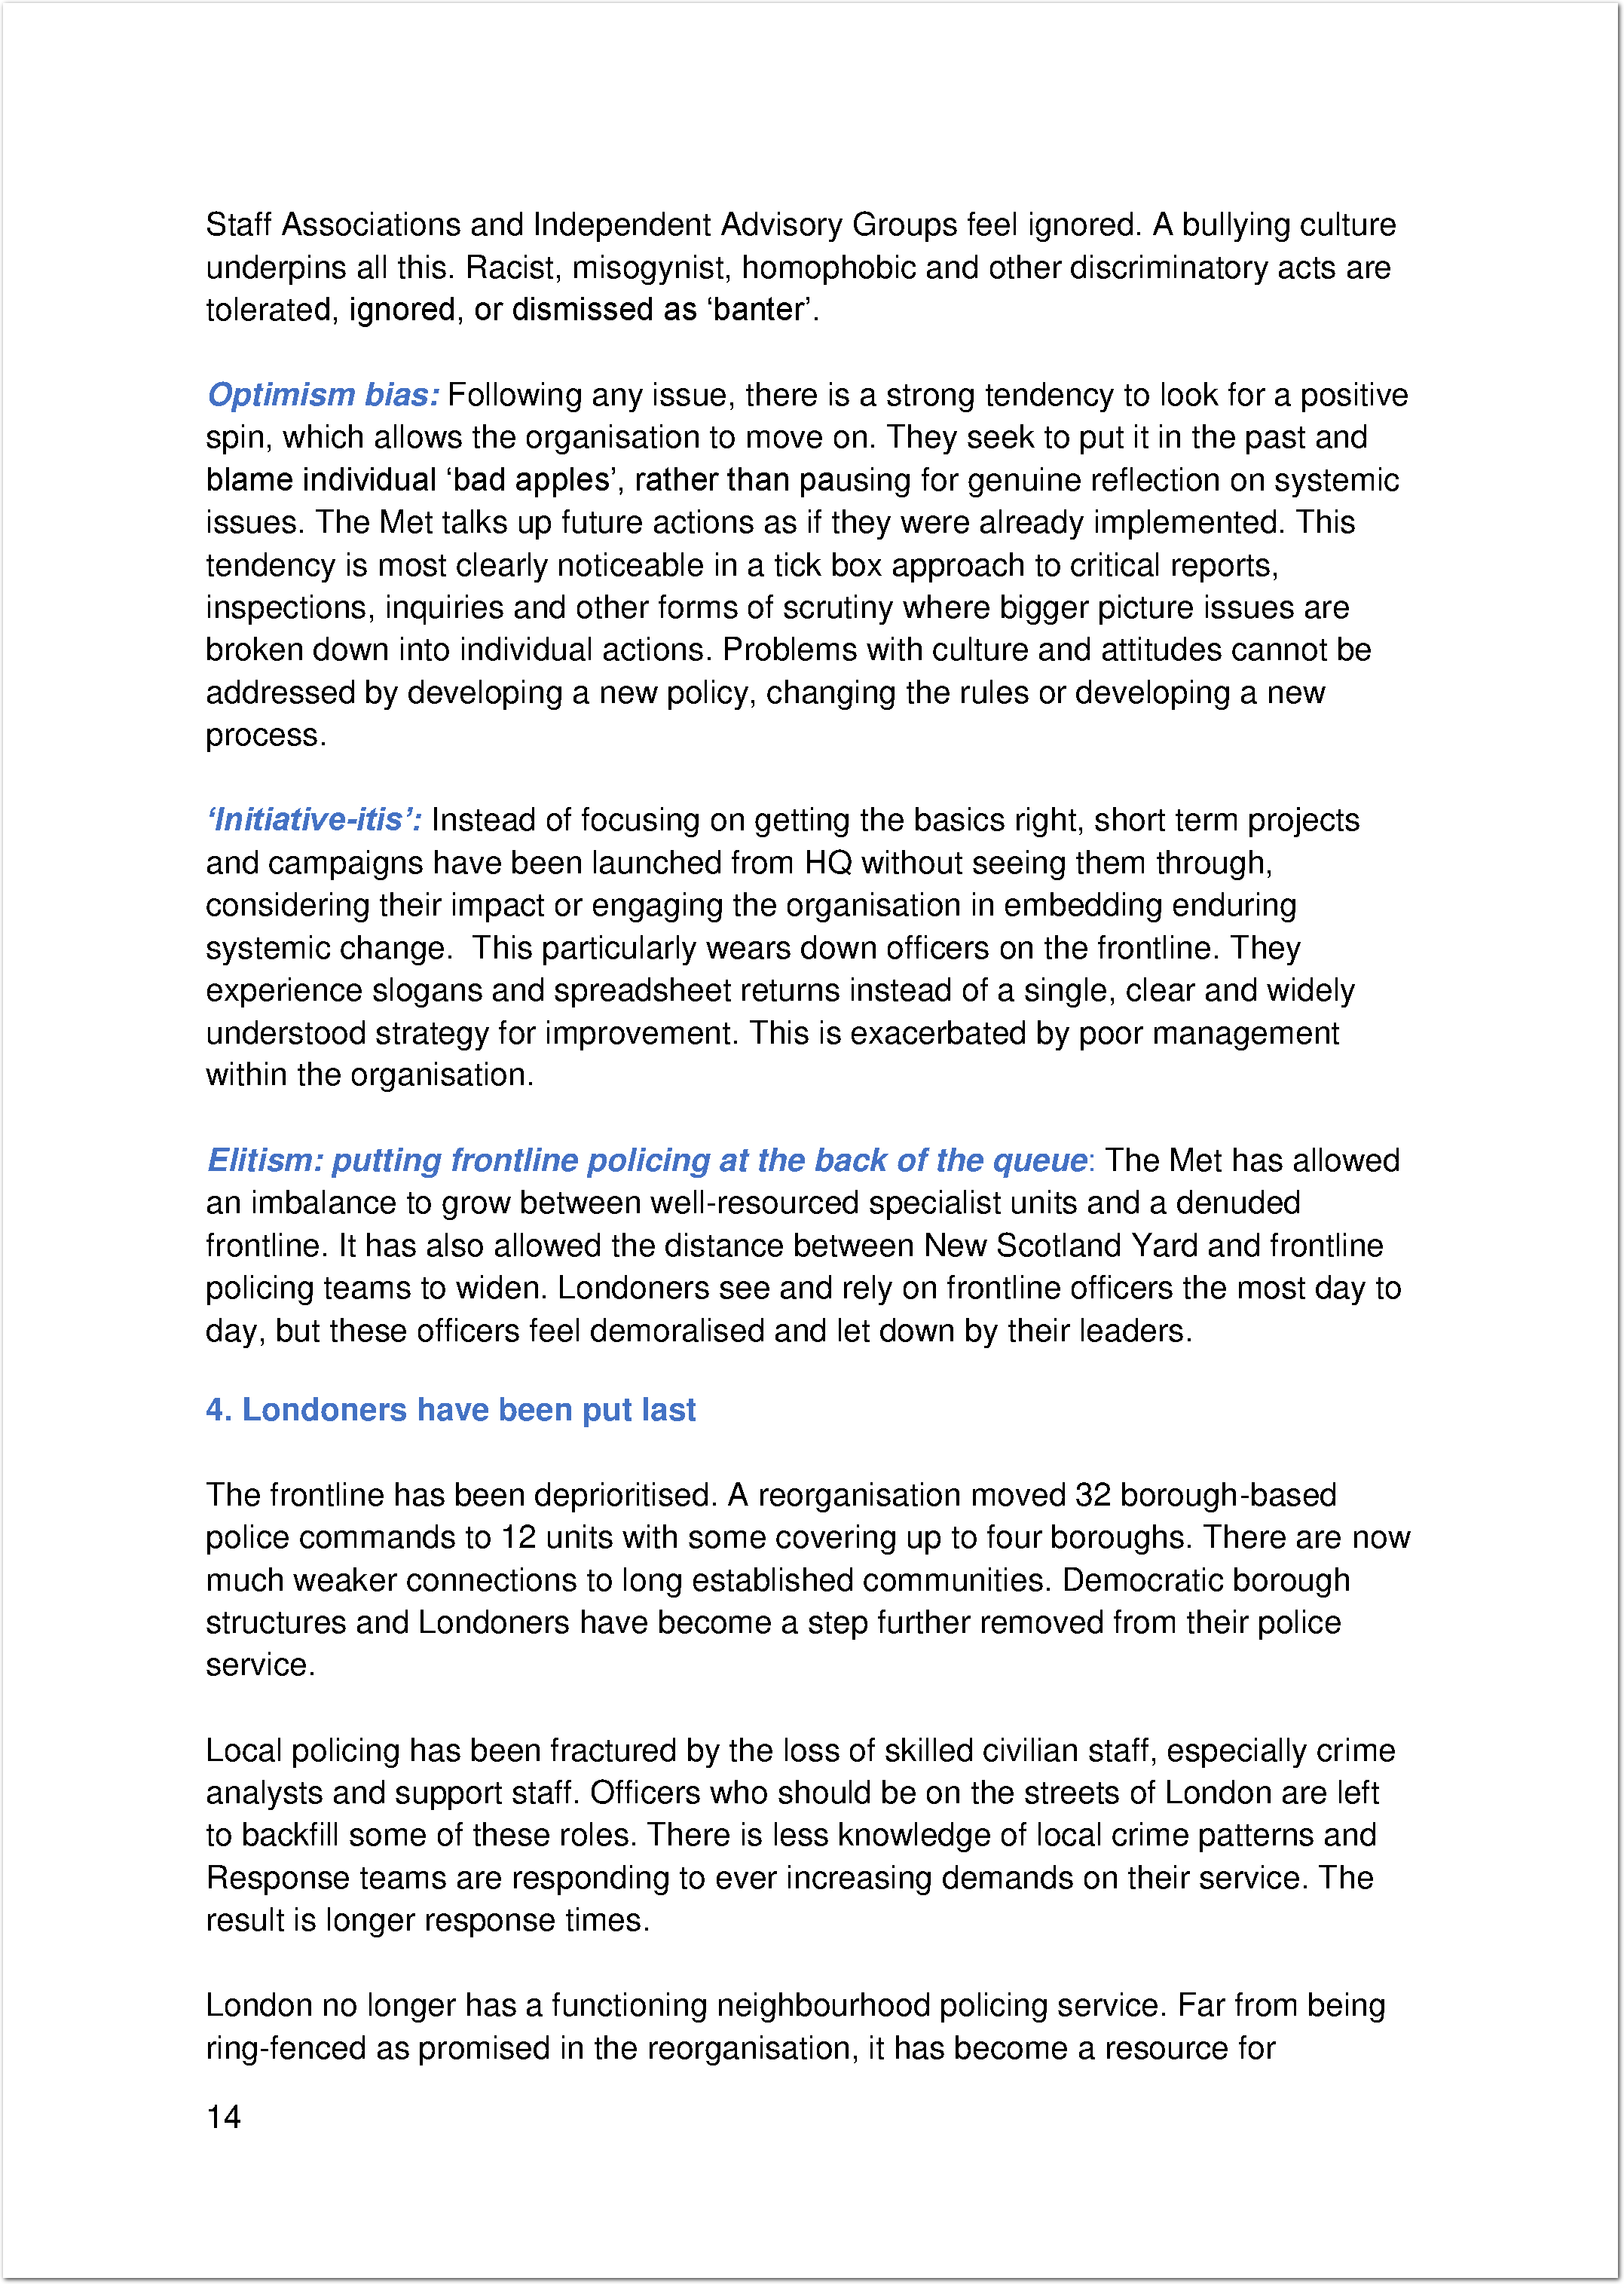 Staff Associations and Independent Advisory Groups feel ignored. A bullying culture
underpins all this. Racist, misogynist, homophobic and other discriminatory acts are
tolerated, ignored, or dismissed as ‘banter’.
Optimism bias: Following any issue, there is a strong tendency to look for a positive
spin, which allows the organisation to move on. They seek to put it in the past and
blame individual ‘bad apples’, rather than pausing for genuine reflection on systemic
issues. The Met talks up future actions as if they were already implemented. This
tendency is most clearly noticeable in a tick box approach to critical reports,
inspections, inquiries and other forms of scrutiny where bigger picture issues are
broken down into individual actions. Problems with culture and attitudes cannot be
addressed by developing a new policy, changing the rules or developing a new
process.
‘Initiative-itis’: Instead of focusing on getting the basics right, short term projects
and campaigns have been launched from HQ without seeing them through,
considering their impact or engaging the organisation in embedding enduring
systemic change.  This particularly wears down officers on the frontline. They
experience slogans and spreadsheet returns instead of a single, clear and widely
understood strategy for improvement. This is exacerbated by poor management
within the organisation.
Elitism: putting frontline policing at the back of the queue: The Met has allowed
an imbalance to grow between well-resourced specialist units and a denuded
frontline. It has also allowed the distance between New Scotland Yard and frontline
policing teams to widen. Londoners see and rely on frontline officers the most day to
day, but these officers feel demoralised and let down by their leaders.
4. Londoners have been put last
The frontline has been deprioritised. A reorganisation moved 32 borough-based
police commands to 12 units with some covering up to four boroughs. There are now
much weaker connections to long established communities. Democratic borough
structures and Londoners have become a step further removed from their police
service.
Local policing has been fractured by the loss of skilled civilian staff, especially crime
analysts and support staff. Officers who should be on the streets of London are left
to backfill some of these roles. There is less knowledge of local crime patterns and
Response teams are responding to ever increasing demands on their service. The
result is longer response times.
London no longer has a functioning neighbourhood policing service. Far from being
ring-fenced as promised in the reorganisation, it has become a resource for
14